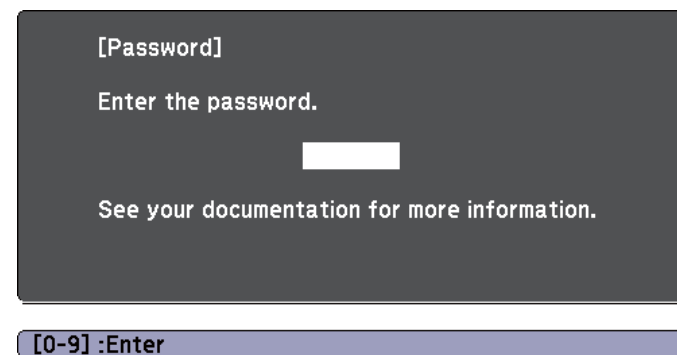 [Password]
Enter the password.
See your documentation for more information.
[0-9] :Enter